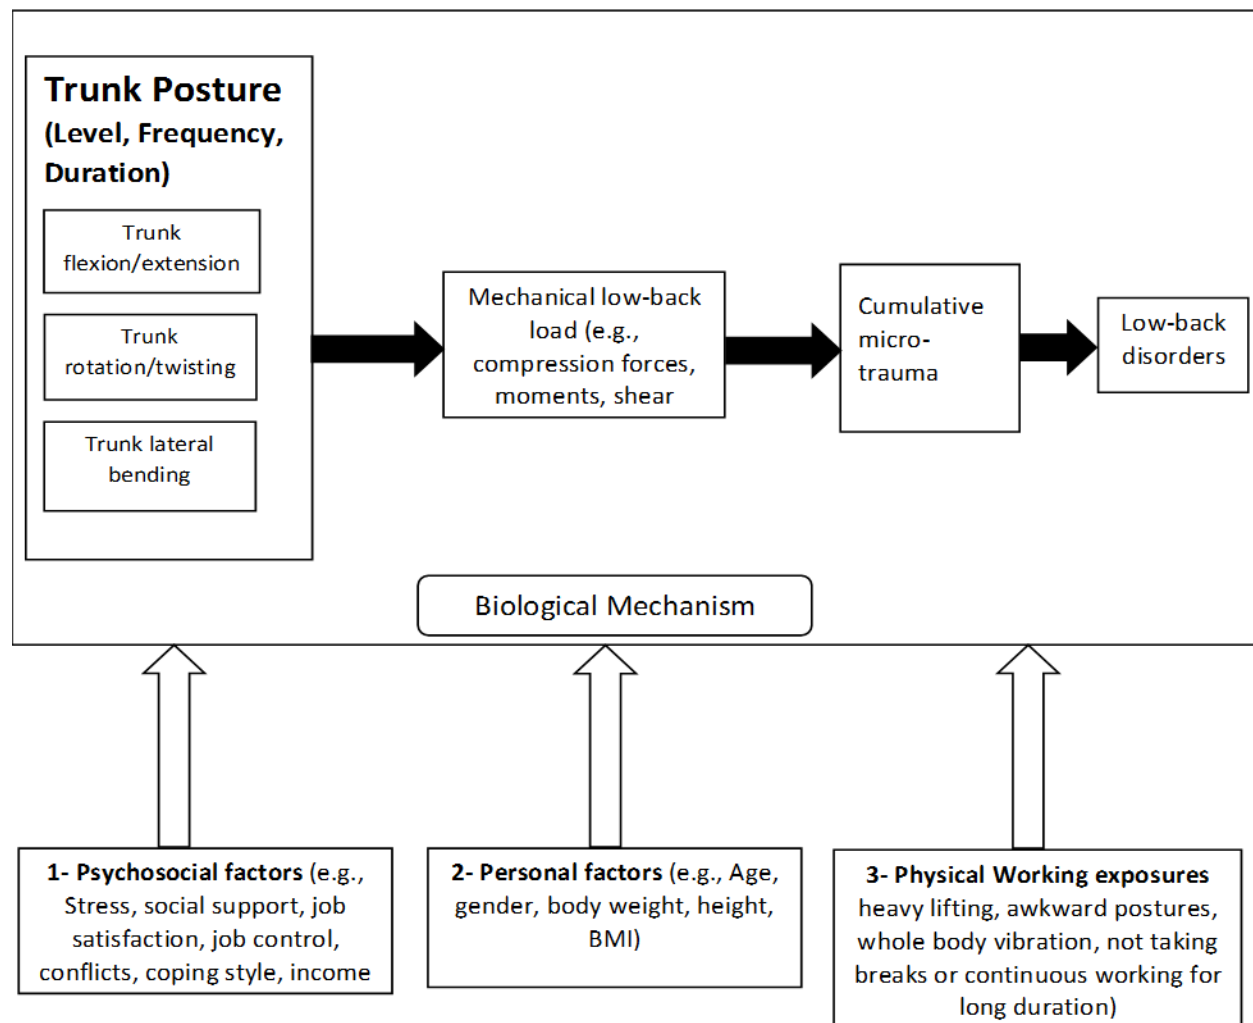 Trunk Posture
(Level, Frequency,
Duration)
Trunk
flexion/extension
Trunk
rotation/twisting
Trunk lateral
bending
Mechanical low-back
load (e.g.,
compression forces,
moments, shear
Cumulative
micro-
trauma
Low-back
disorders
Biological Mechanism
1- Psychosocial factors (e.g.,
Stress, social support, job
satisfaction, job control,
conflicts, coping style, income
2- Personal factors (e.g., Age,
gender, body weight, height,
BMI)
3- Physical Working exposures
heavy lifting, awkward postures,
whole body vibration, not taking
breaks or continuous working for
long duration)